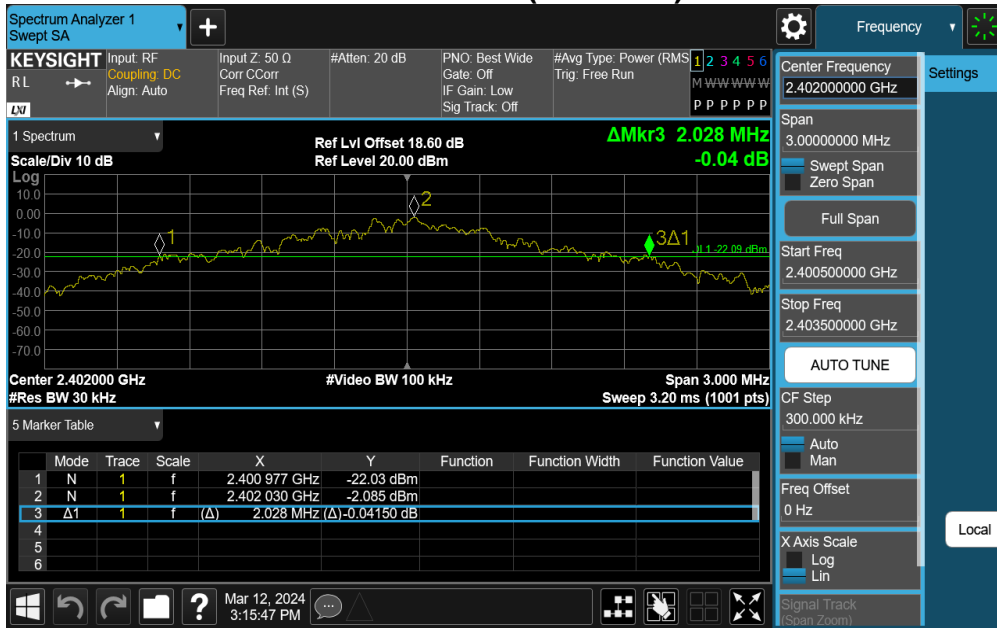 Spectrum Analyzer 1
Swept SA
+
Frequency
KEYSIGHT
RL
LXI
Input: RF
Coupling: DC
Align: Auto
Input Z: 50 Ω
Corr CCorr
Freq Ref: Int (S)
#Atten: 20 dB
PNO: Best Wide
Gate: Off
IF Gain: Low
Sig Track: Off
#Avg Type: Power (RMS
Trig: Free Run
1 2 3 4 5 6
M W W W W W
P P P P P P
1 Spectrum
Scale/Div 10 dB
Ref Lvl Offset 18.60 dB
Ref Level 20.00 dBm
ΔMkr3 2.028 MHz
-0.04 dB
Log
10.0
0.00
-10.0
-20.0
-30.0
-40.0
-50.0
-60.0
-70.0
1
2
3Δ1
DL1 -22.09 dBm
Center 2.402000 GHz
#Video BW 100 kHz
Span 3.000 MHz
#Res BW 30 kHz
Sweep 3.20 ms (1001 pts)
5 Marker Table
Mode Trace Scale X Y Function Function Width Function Value
1 N 1 f 2.400 977 GHz -22.03 dBm
2 N 1 f 2.402 030 GHz -2.085 dBm
3 Δ1 1 f (Δ) 2.028 MHz (Δ) -0.04150 dB
4
5
6
Mar 12, 2024
3:15:47 PM
?
Center Frequency
2.402000000 GHz
Span
3.00000000 MHz
Swept Span
Zero Span
Full Span
Start Freq
2.400500000 GHz
Stop Freq
2.403500000 GHz
AUTO TUNE
CF Step
300.000 kHz
Auto
Man
Freq Offset
0 Hz
X Axis Scale
Log
Lin
Signal Track
(Span Zoom)
Settings
Local